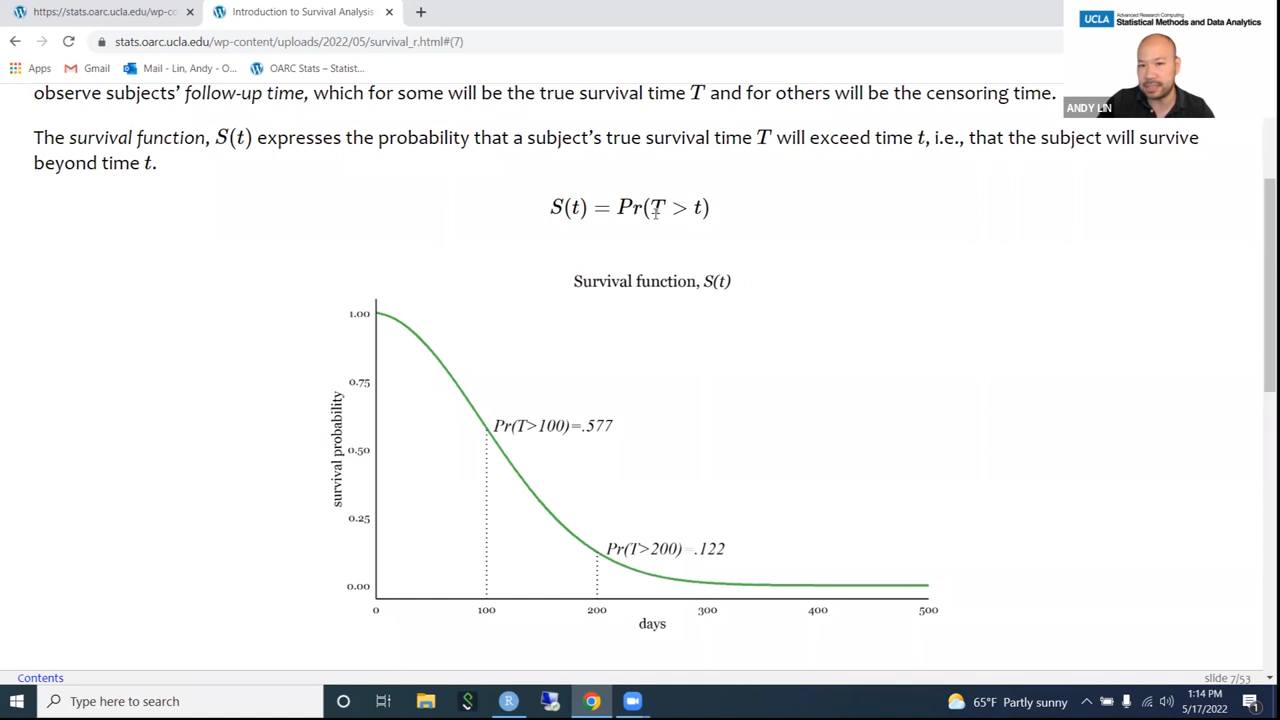 https://stats.oarc.ucla.edu/wp-co
Introduction to Survival Analysis
stats.oarc.ucla.edu/wp-content/uploads/2022/05/survival_r.html#(7)
Apps
Gmail
Mail - Lin, Andy - O...
OARC Stats – Statist...
UCLA
Advanced Research Computing
Statistical Methods and Data Analytics
ANDY LIN
observe subjects' follow-up time, which for some will be the true survival time T and for others will be the censoring time.
The survival function, S(t) expresses the probability that a subject's true survival time T will exceed time t, i.e., that the subject will survive
beyond time t.
S(t) = Pr(T > t)
Survival function, S(t)
1.00
0.75
0.50
0.25
0.00
survival probability
Pr(T>100)=.577
Pr(T>200)=.122
0 100 200 300 400 500
days
Contents
slide 7/53
Type here to search
65°F Partly sunny
1:14 PM
5/17/2022
1